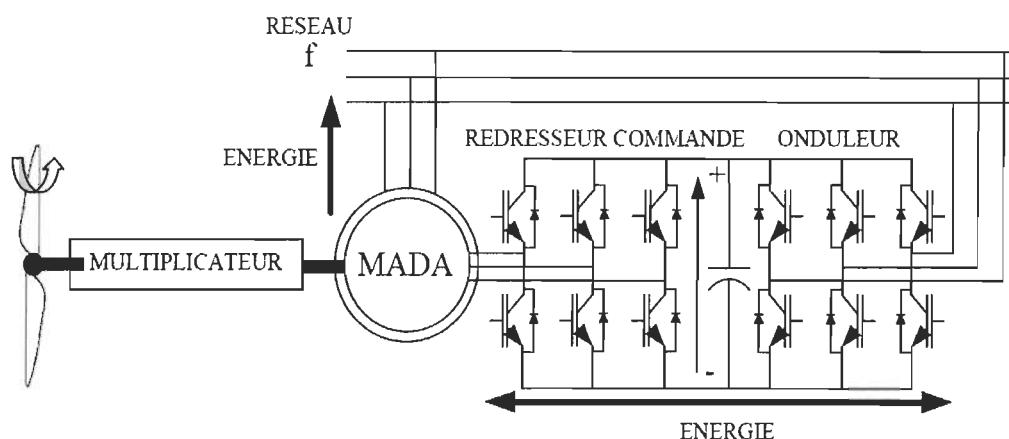 RESEAU
f
REDRESSEUR COMMANDE
ONDULEUR
ENERGIE
+
MULTIPLICATEUR
MADA
-
ENERGIE